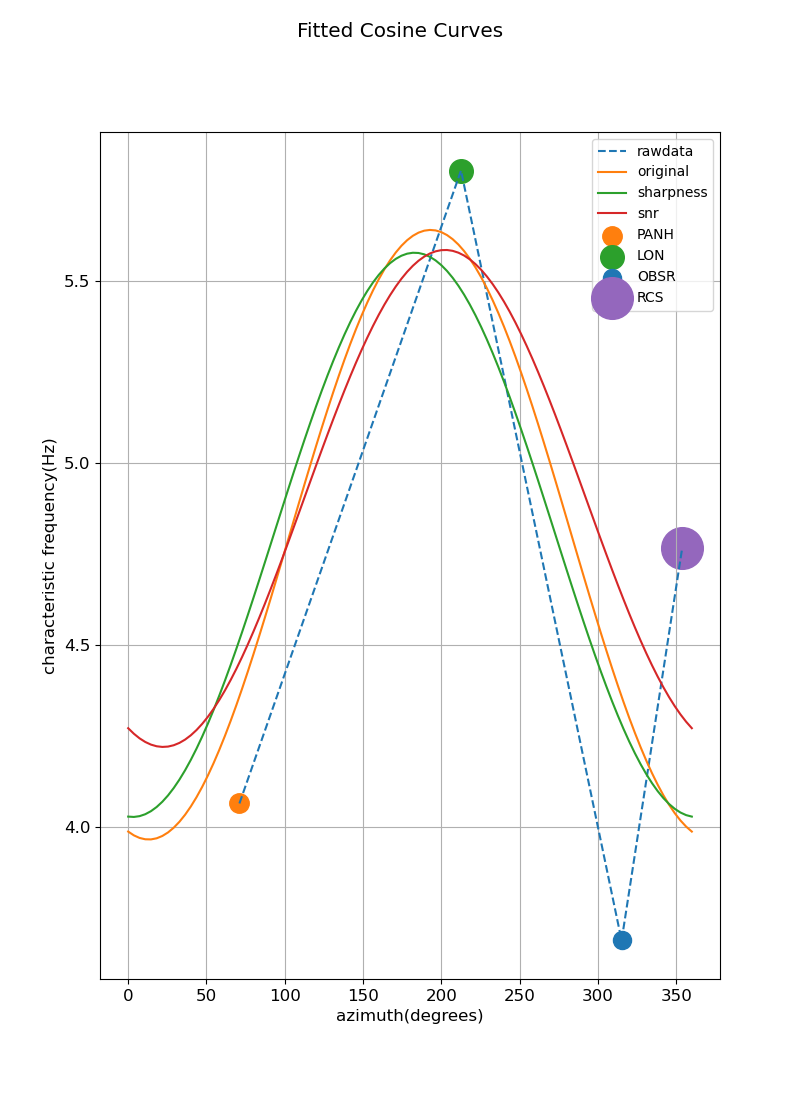 Fitted Cosine Curves
rawdata
original
sharpness
snr
PANH
LON
OBSR
RCS
5.5
5.0
4.5
4.0
characteristic frequency(Hz)
0 50 100 150 200 250 300 350
azimuth(degrees)